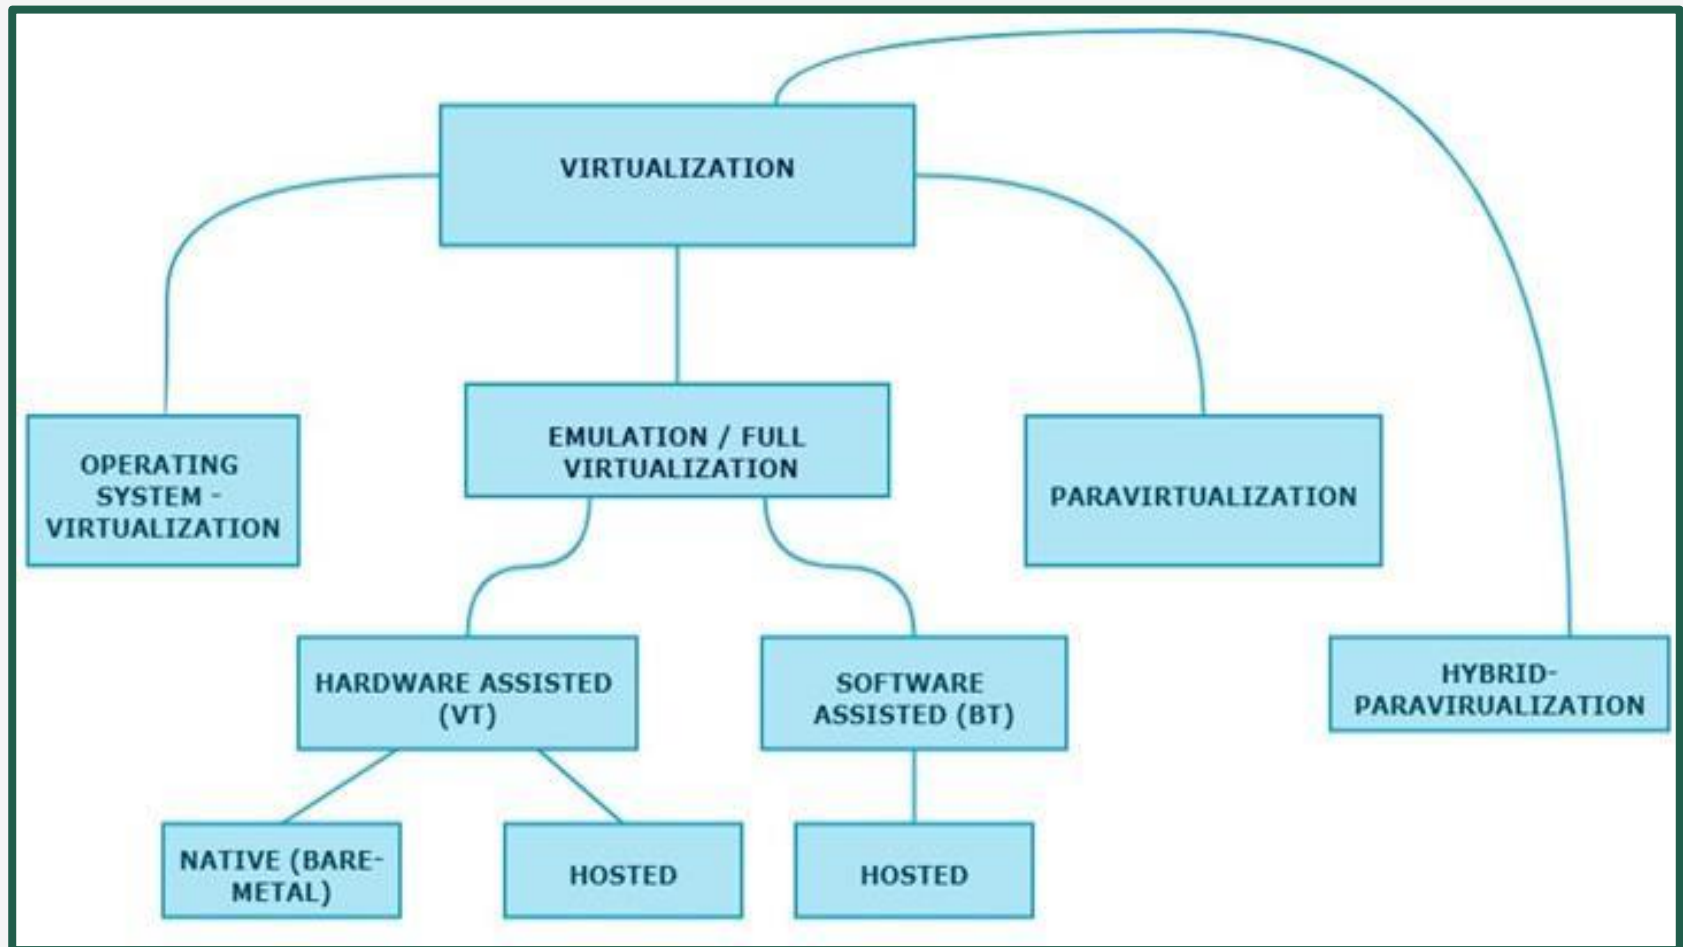 VIRTUALIZATION
OPERATING
SYSTEM -
VIRTUALIZATION
EMULATION / FULL
VIRTUALIZATION
PARAVIRTUALIZATION
HARDWARE ASSISTED
(VT)
SOFTWARE
ASSISTED (BT)
HYBRID-
PARAVIRUALIZATION
NATIVE (BARE-
METAL)
HOSTED
HOSTED